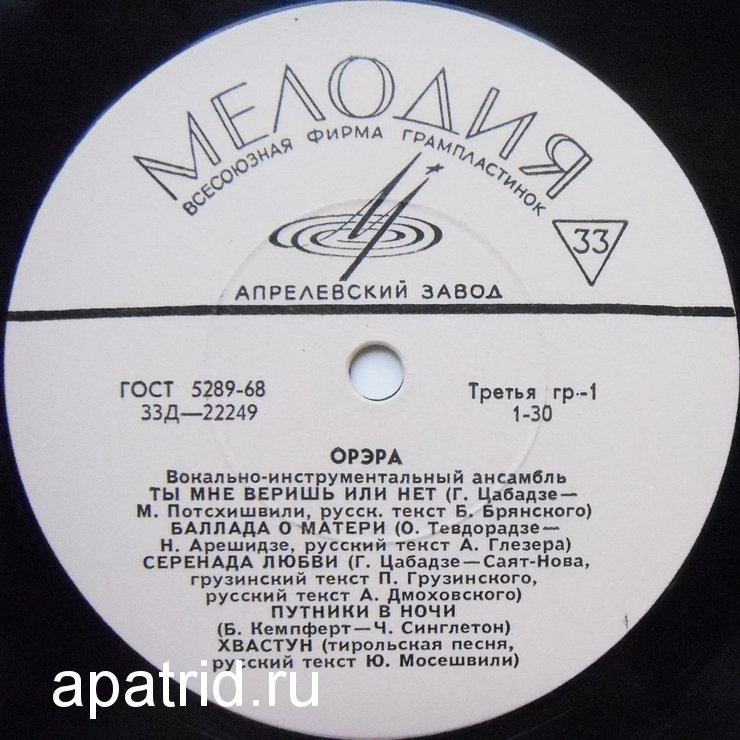 МЕЛОДИЯ
ВСЕСОЮЗНАЯ ФИРМА ГРАМПЛАСТИНОК
33
АПРЕЛЕВСКИЙ ЗАВОД
ГОСТ 5289-68
33Д—22249
Третья гр.-1
1-30
ОРЭРА
Вокально-инструментальный ансамбль
ТЫ МНЕ ВЕРИШЬ ИЛИ НЕТ (Г. Цабадзе—
М. Потсхишвили, русск. текст Б. Брянского)
БАЛЛАДА О МАТЕРИ (О. Тевдорадзе—
Н. Арешидзе, русский текст А. Глезера)
СЕРЕНАДА ЛЮБВИ (Г. Цабадзе—Саят-Нова,
грузинский текст П. Грузинского,
русский текст А. Дмоховского)
ПУТНИКИ В НОЧИ
(Б. Кемпферт—Ч. Синглетон)
ХВАСТУН (тирольская песня,
русский текст Ю. Мосешвили)
apatrid.ru